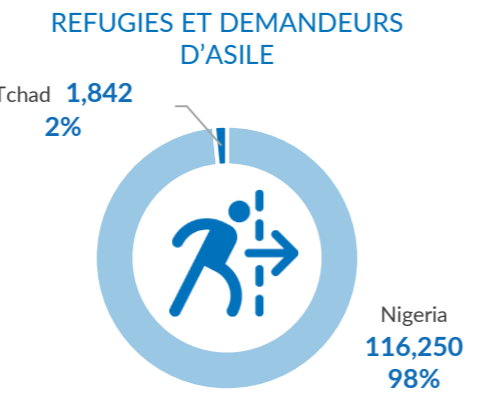 REFUGIES ET DEMANDEURS
D'ASILE
Tchad 1,842
2%
Nigeria
116,250
98%